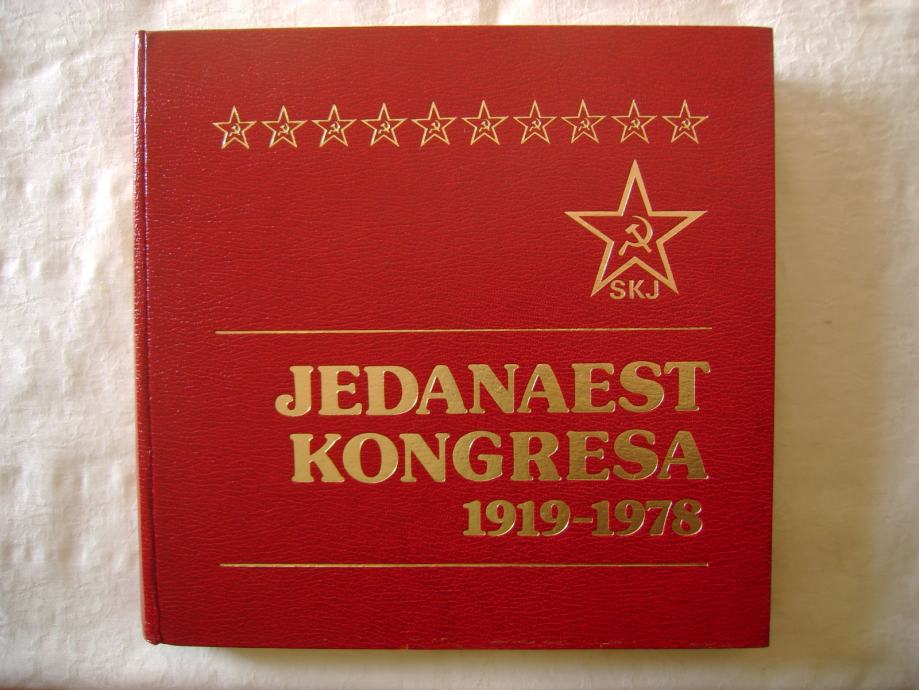 SKJ
JEDANAEST
KONGRESA
1919-1978